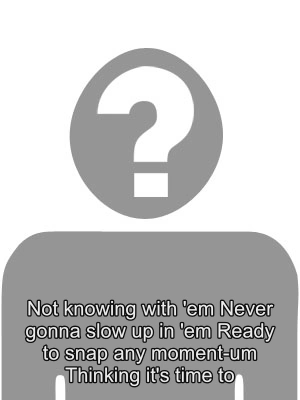 ?
Not knowing with 'em Never
gonna slow up in 'em Ready
to snap any moment-um
Thinking it's time to